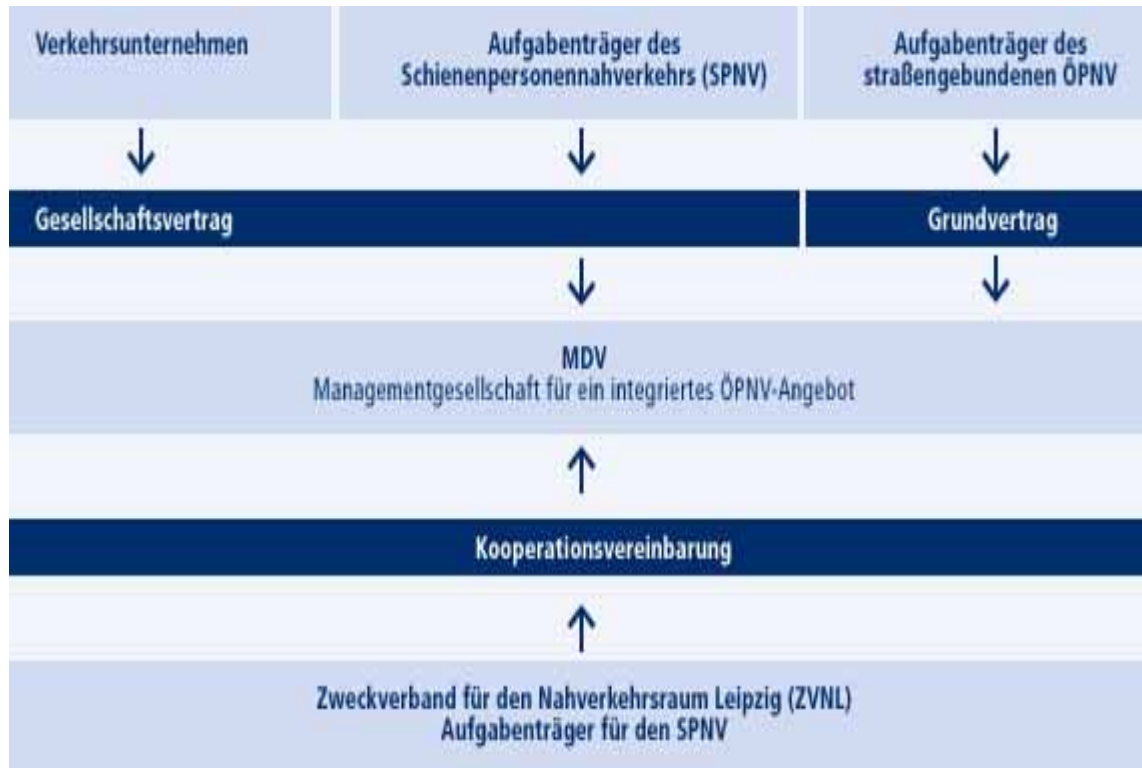 Verkehrsunternehmen
Aufgabenträger des
Schienenpersonennahverkehrs (SPNV)
Aufgabenträger des
straßengebundenen ÖPNV
Gesellschaftsvertrag
Grundvertrag
MDV
Managementgesellschaft für ein integriertes ÖPNV-Angebot
Kooperationsvereinbarung
Zweckverband für den Nahverkehrsraum Leipzig (ZVNL)
Aufgabenträger für den SPNV